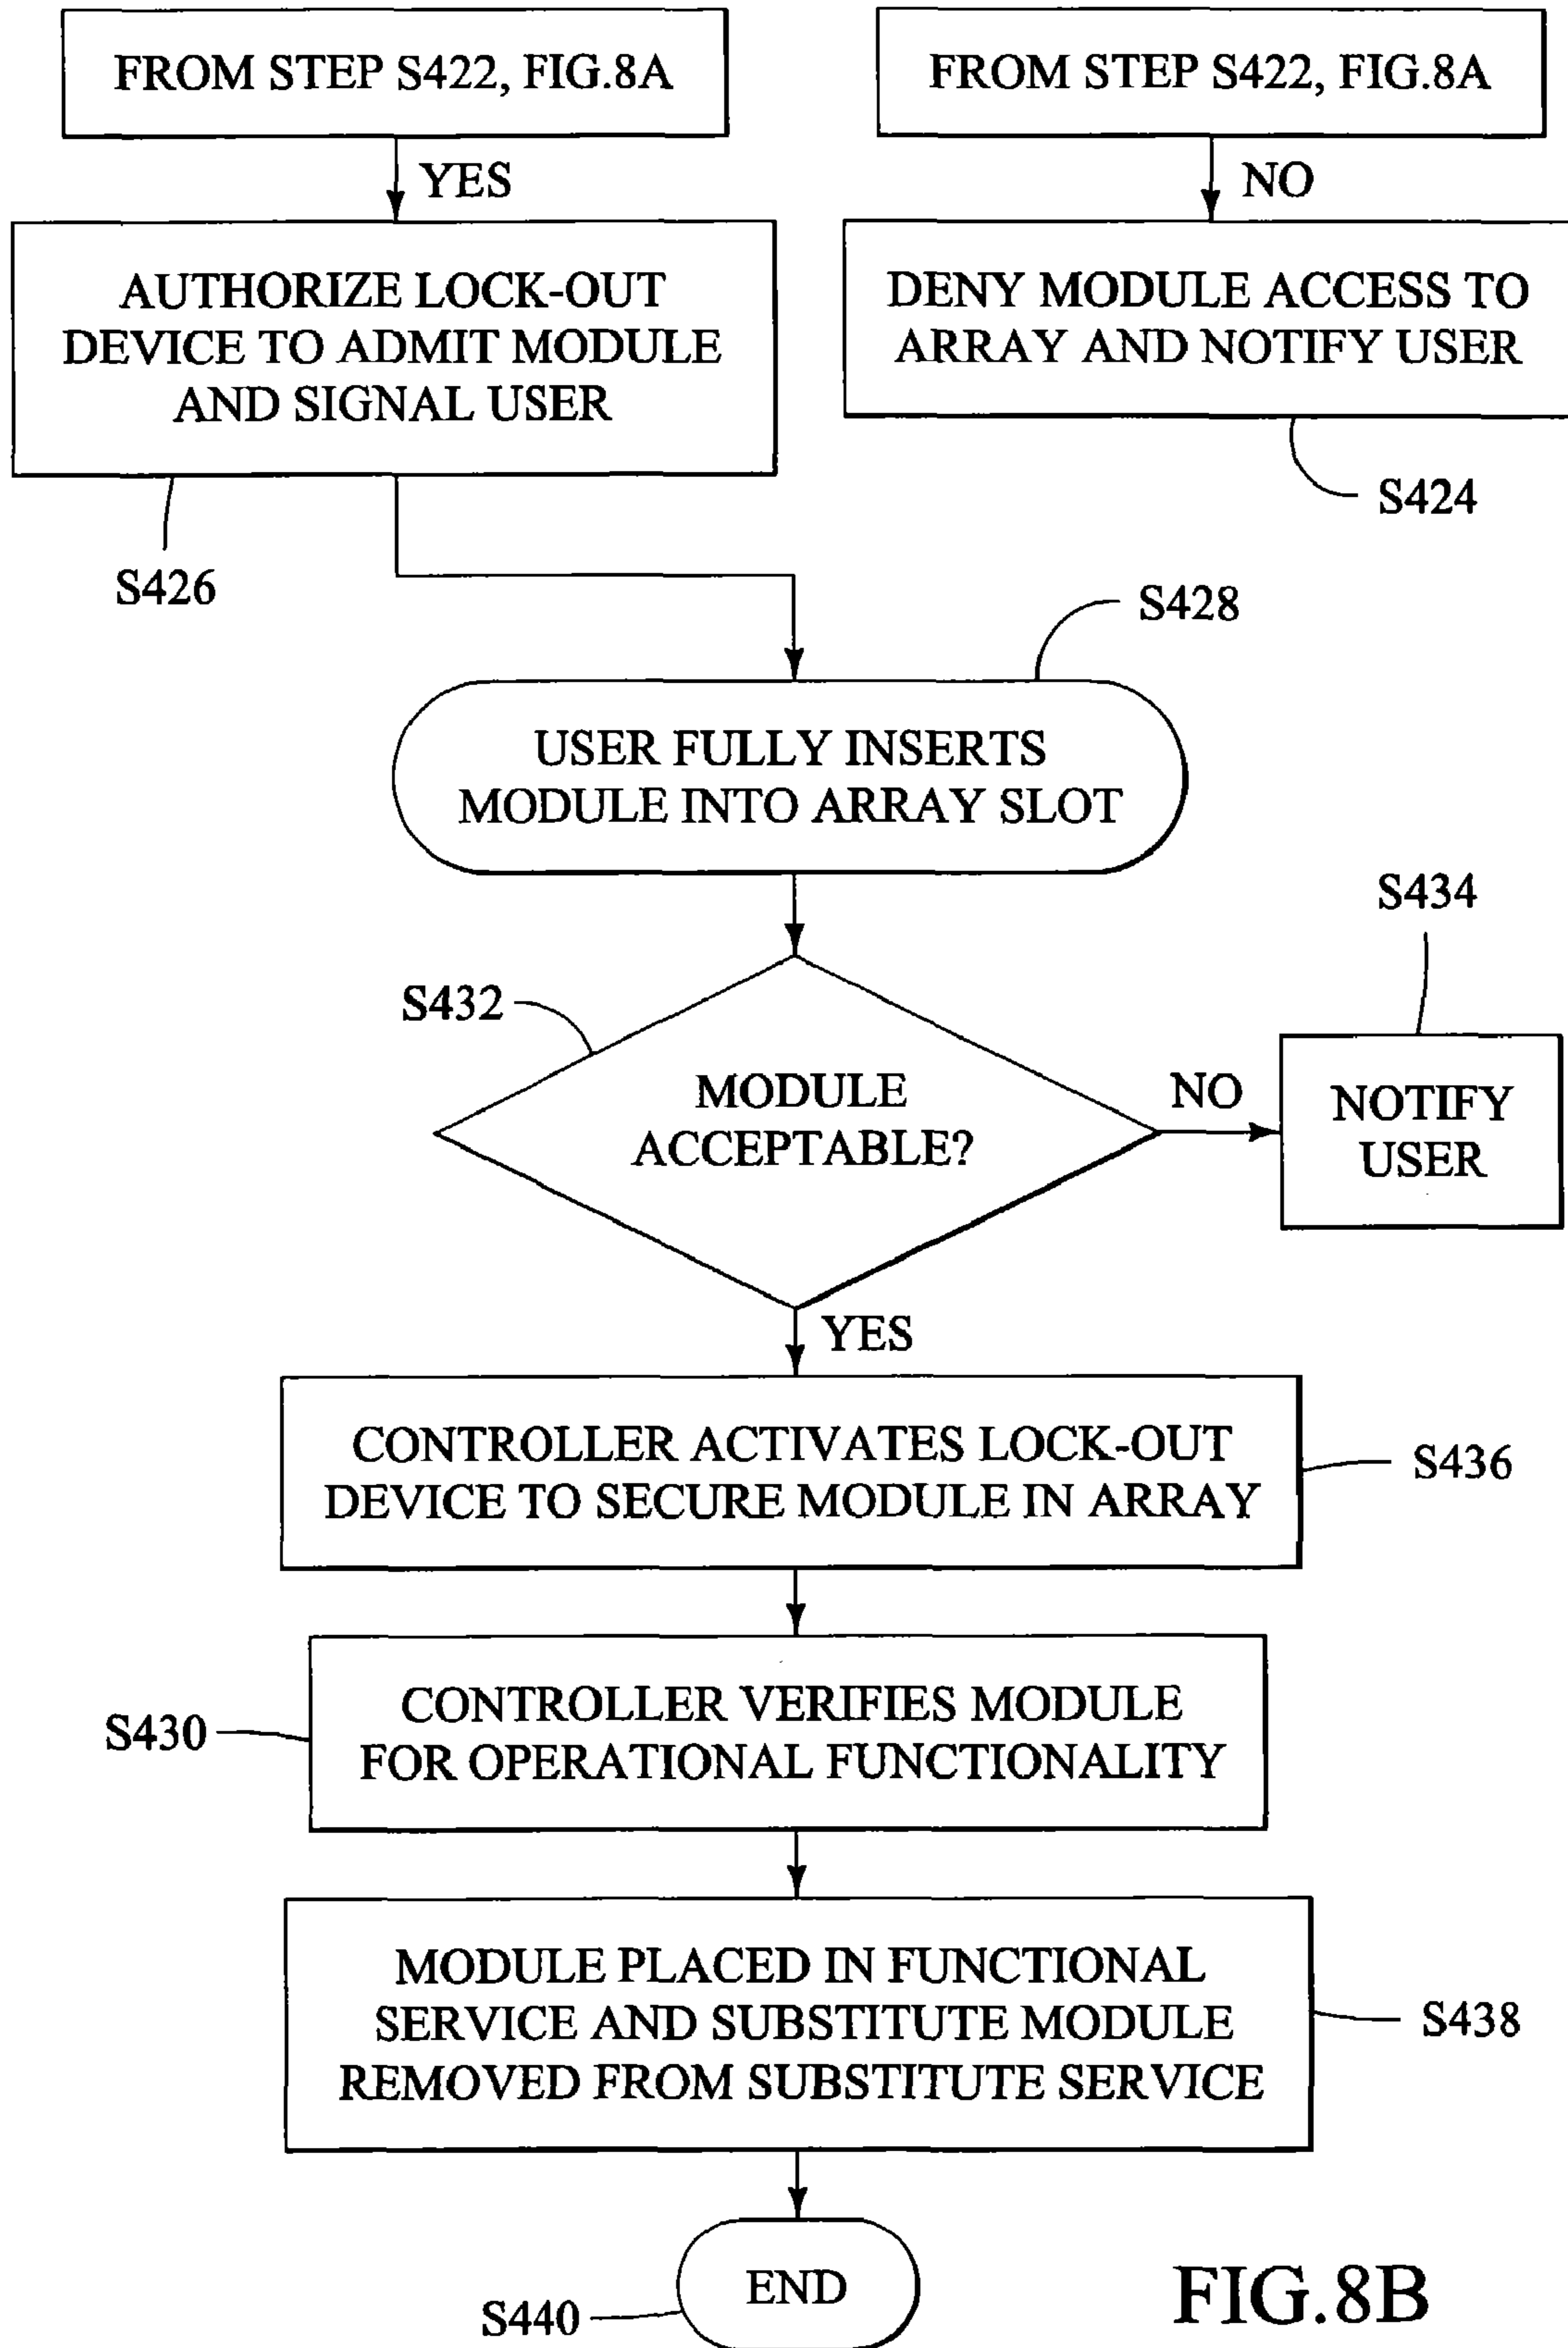 FROM STEP S422, FIG.8A
FROM STEP S422, FIG.8A
YES
NO
AUTHORIZE LOCK-OUT
DEVICE TO ADMIT MODULE
AND SIGNAL USER
DENY MODULE ACCESS TO
ARRAY AND NOTIFY USER
S424
S426
S428
USER FULLY INSERTS
MODULE INTO ARRAY SLOT
S434
S432
MODULE
ACCEPTABLE?
NO
NOTIFY
USER
YES
CONTROLLER ACTIVATES LOCK-OUT
DEVICE TO SECURE MODULE IN ARRAY
S436
CONTROLLER VERIFIES MODULE
FOR OPERATIONAL FUNCTIONALITY
S430
MODULE PLACED IN FUNCTIONAL
SERVICE AND SUBSTITUTE MODULE
REMOVED FROM SUBSTITUTE SERVICE
S438
END
S440
FIG.8B